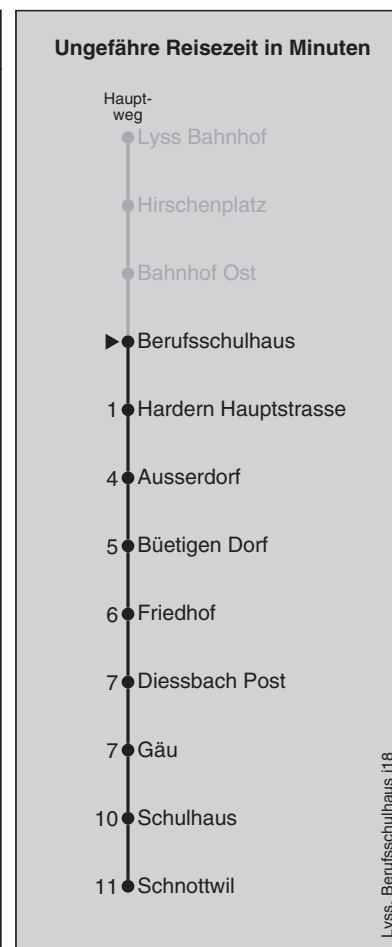 Ungefähre Reisezeit in Minuten
Haupt-
weg
Lyss Bahnhof
Hirschenplatz
Bahnhof Ost
Berufsschulhaus
1 Hardern Hauptstrasse
4 Ausserdorf
5 Büetigen Dorf
6 Friedhof
7 Diessbach Post
7 Gäu
10 Schulhaus
11 Schnottwil
Lyss, Berufsschulhaus j18